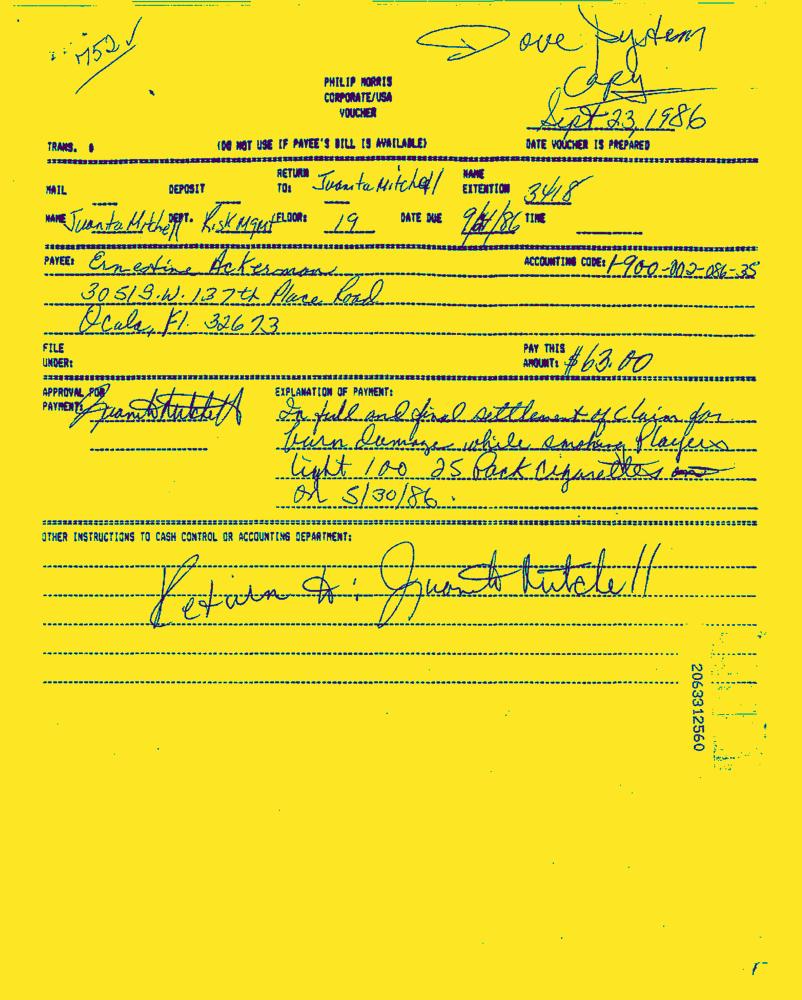 7152 ✓
Dove System
Copy
PHILIP MORRIS
CORPORATE/USA
VOUCHER
Sept 23, 1986
TRANS. # (DO NOT USE IF PAYEE'S BILL IS AVAILABLE) DATE VOUCHER IS PREPARED
MAIL DEPOSIT RETURN TO: Juanita Mitchell NAME EXTENTION 3418
NAME Juanita Mitchell DEPT. Risk Mgmt FLOOR: 19 DATE DUE 9/ /86 TIME
PAYEE: Ernestine Ackerman ACCOUNTING CODE: 1-900-002-086-35
3051 S.W. 137th Place Road
Ocala, Fl. 32673
FILE UNDER: PAY THIS AMOUNT: $63.00
APPROVAL FOR PAYMENT: Juanita Mitchell EXPLANATION OF PAYMENT:
In full and final settlement of claim for
burn damage while smoking Players
light 100 25 Pack Cigarettes
on 5/30/86.
OTHER INSTRUCTIONS TO CASH CONTROL OR ACCOUNTING DEPARTMENT:
Return to: Juanita Mitchell
2063312560